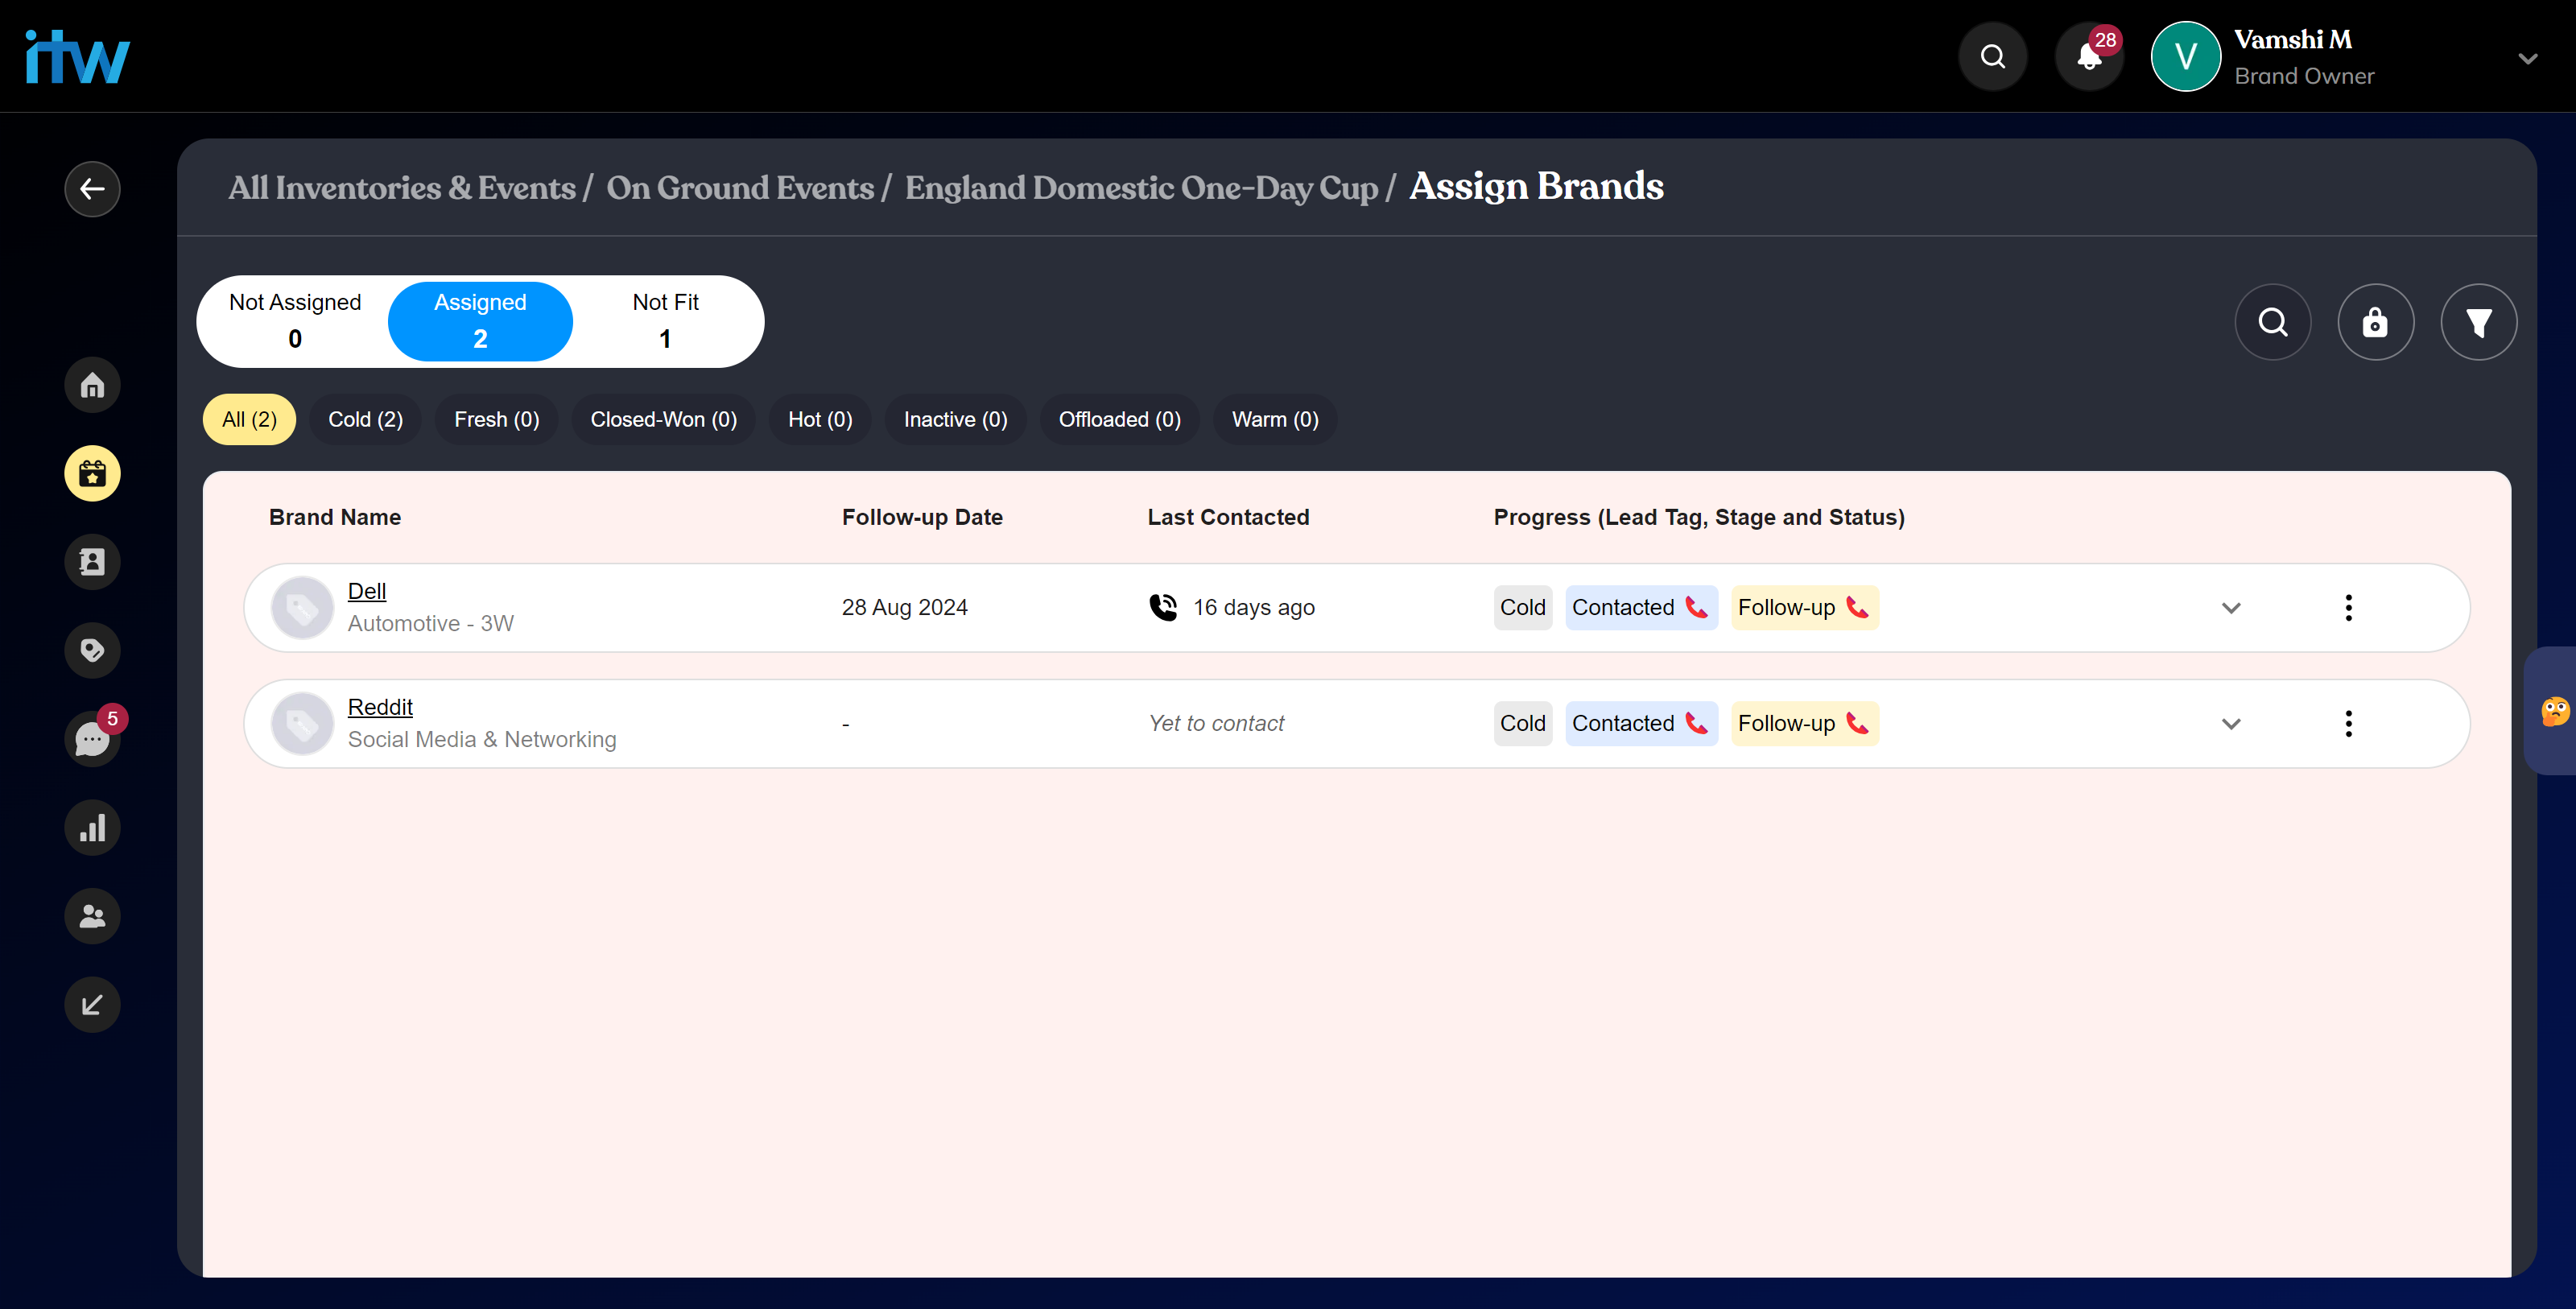 itw
28
V
Vamshi M
Brand Owner
All Inventories & Events / On Ground Events / England Domestic One-Day Cup / Assign Brands
Not Assigned Assigned Not Fit
0 2 1
All (2) Cold (2) Fresh (0) Closed-Won (0) Hot (0) Inactive (0) Offloaded (0) Warm (0)
Brand Name Follow-up Date Last Contacted Progress (Lead Tag, Stage and Status)
Dell
Automotive - 3W
28 Aug 2024 16 days ago Cold Contacted Follow-up
Reddit
Social Media & Networking
- Yet to contact Cold Contacted Follow-up
5